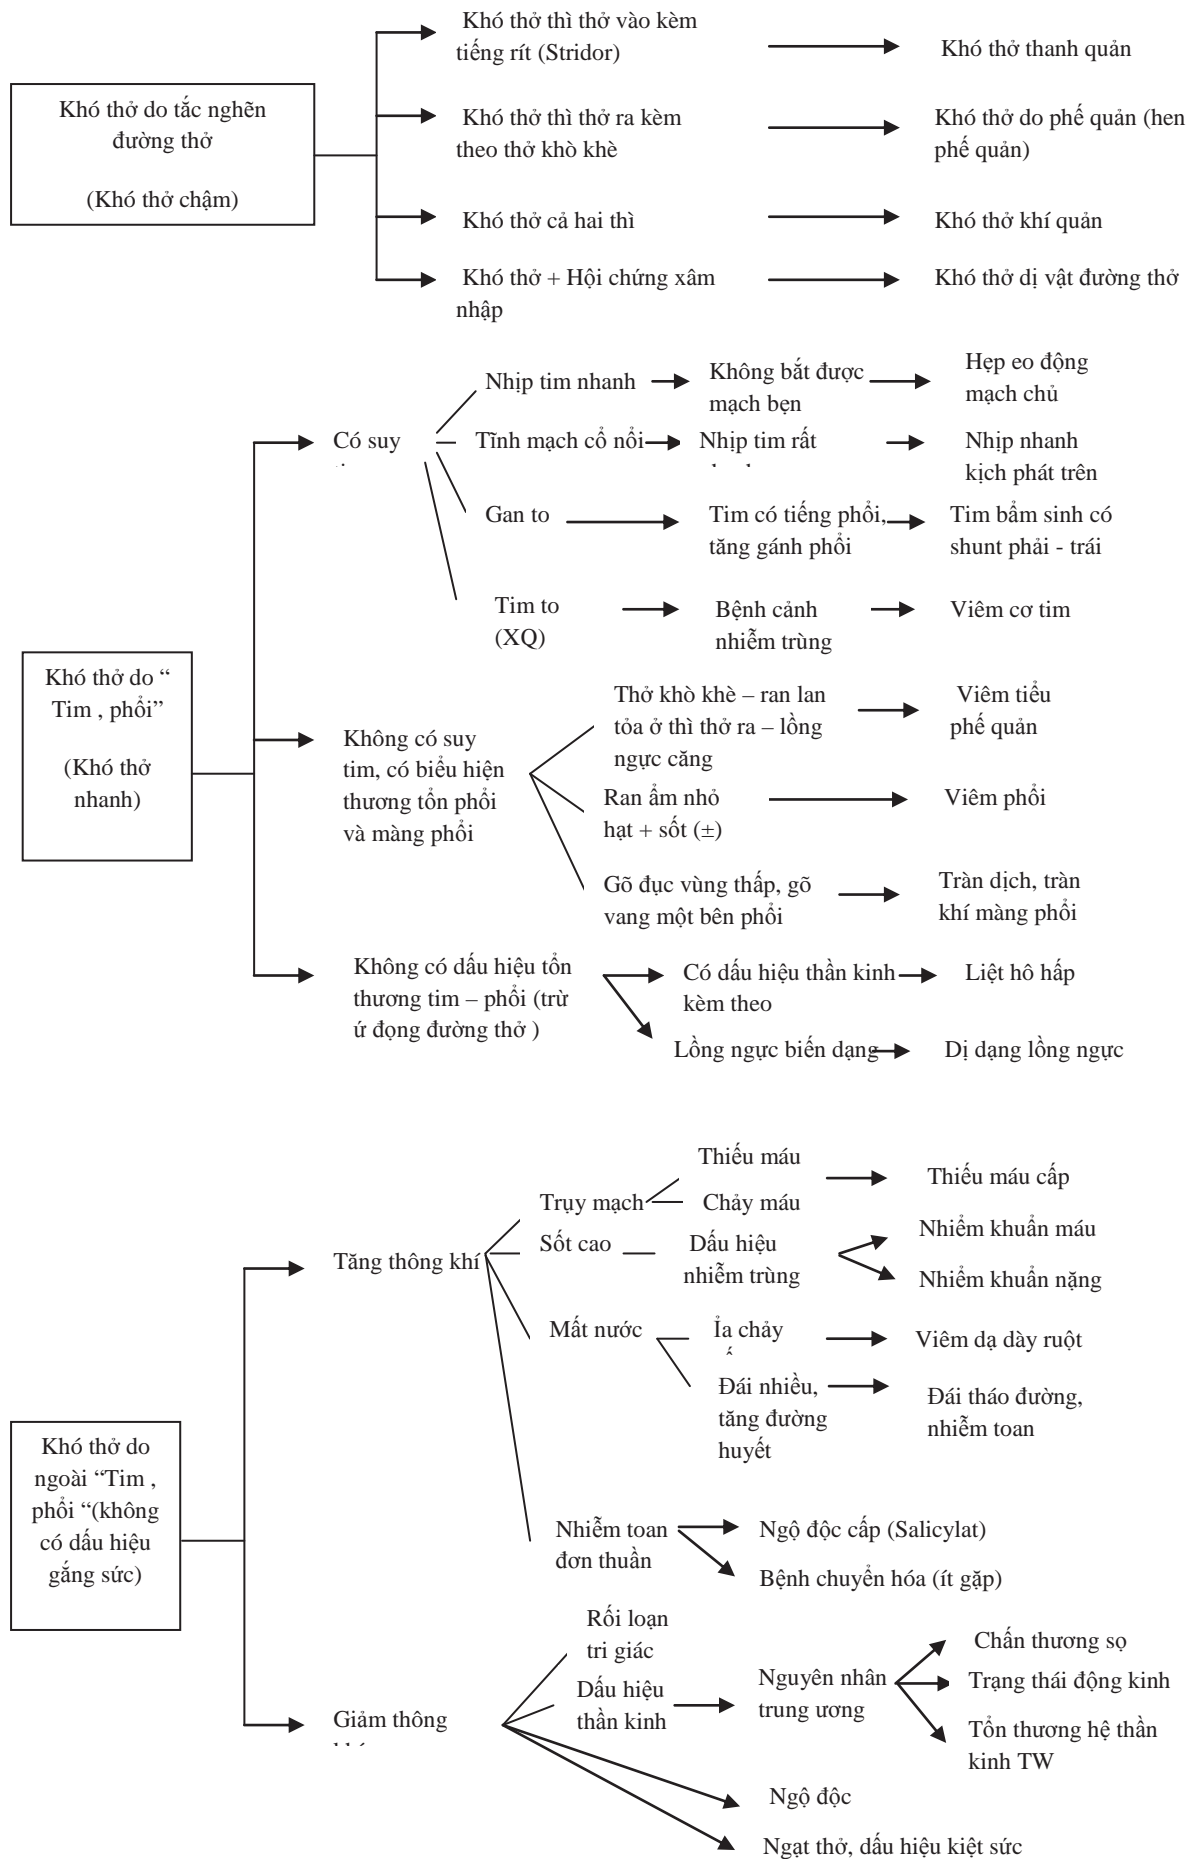 Khó thở do tắc nghẽn
đường thở
(Khó thở chậm)
Khó thở thì thở vào kèm
tiếng rít (Stridor)
Khó thở thanh quản
Khó thở thì thở ra kèm
theo thở khò khè
Khó thở do phế quản (hen
phế quản)
Khó thở cả hai thì
Khó thở khí quản
Khó thở + Hội chứng xâm
nhập
Khó thở dị vật đường thở
Khó thở do “
Tim , phổi”
(Khó thở
nhanh)
Có suy
Nhịp tim nhanh
Không bắt được
mạch bẹn
Hẹp eo động
mạch chủ
Tĩnh mạch cổ nổi
Nhịp tim rất
Nhịp nhanh
kịch phát trên
Gan to
Tim có tiếng phổi,
tăng gánh phổi
Tim bẩm sinh có
shunt phải - trái
Tim to
(XQ)
Bệnh cảnh
nhiễm trùng
Viêm cơ tim
Không có suy
tim, có biểu hiện
thương tổn phổi
và màng phổi
Thở khò khè – ran lan
tỏa ở thì thở ra – lồng
ngực căng
Viêm tiểu
phế quản
Ran ẩm nhỏ
hạt + sốt (±)
Viêm phổi
Gõ đục vùng thấp, gõ
vang một bên phổi
Tràn dịch, tràn
khí màng phổi
Không có dấu hiệu tổn
thương tim – phổi (trừ
ứ đọng đường thở )
Có dấu hiệu thần kinh
kèm theo
Liệt hô hấp
Lồng ngực biến dạng
Dị dạng lồng ngực
Khó thở do
ngoài “Tim ,
phổi “(không
có dấu hiệu
gắng sức)
Tăng thông khí
Trụy mạch
Thiếu máu
Chảy máu
Thiếu máu cấp
Sốt cao
Dấu hiệu
nhiễm trùng
Nhiểm khuẩn máu
Nhiểm khuẩn nặng
Mất nước
Ỉa chảy
Viêm dạ dày ruột
Đái nhiều,
tăng đường
huyết
Đái tháo đường,
nhiễm toan
Nhiễm toan
đơn thuần
Ngộ độc cấp (Salicylat)
Bệnh chuyển hóa (ít gặp)
Giảm thông
Rối loạn
tri giác
Dấu hiệu
thần kinh
Nguyên nhân
trung ương
Chấn thương sọ
Trạng thái động kinh
Tổn thương hệ thần
kinh TW
Ngộ độc
Ngạt thở, dấu hiệu kiệt sức